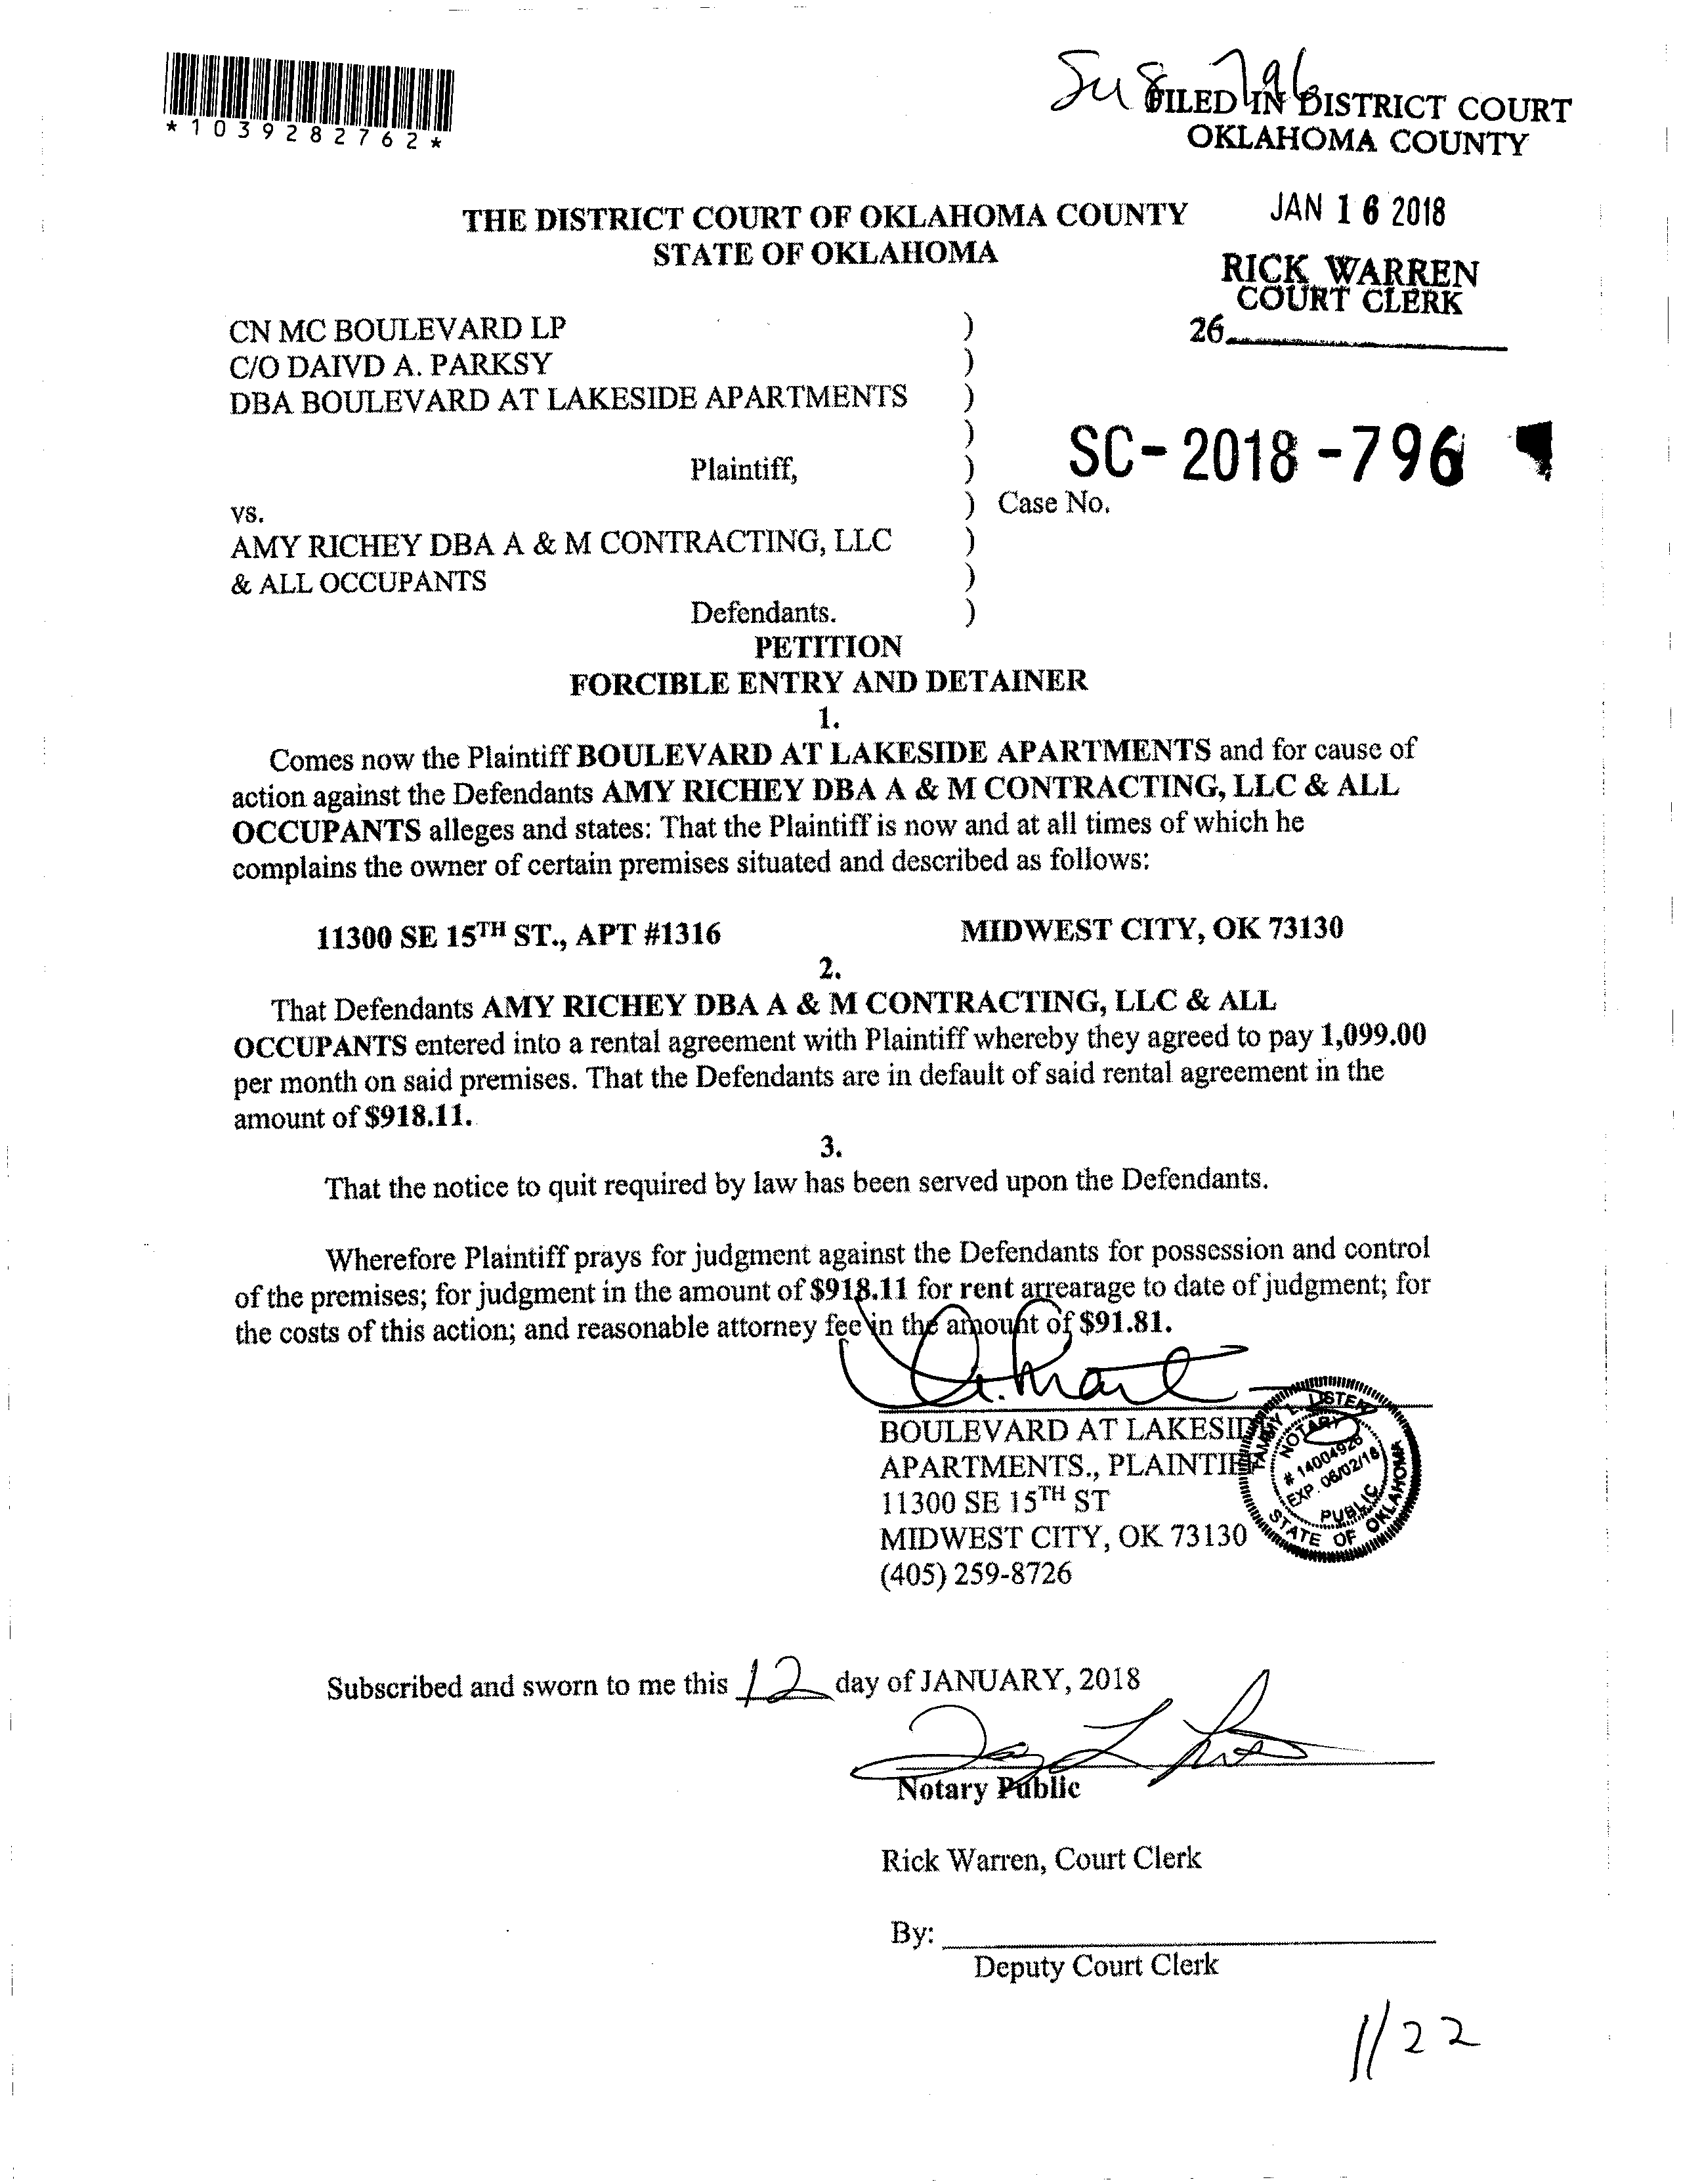 *1039282762*
796
FILED IN DISTRICT COURT
OKLAHOMA COUNTY
JAN 16 2018
RICK WARREN
COURT CLERK
26
THE DISTRICT COURT OF OKLAHOMA COUNTY
STATE OF OKLAHOMA
CN MC BOULEVARD LP )
C/O DAIVD A. PARKSY )
DBA BOULEVARD AT LAKESIDE APARTMENTS )
)
Plaintiff, )
SC-2018-796
) Case No.
vs.
AMY RICHEY DBA A & M CONTRACTING, LLC )
& ALL OCCUPANTS )
Defendants. )
PETITION
FORCIBLE ENTRY AND DETAINER
1.
Comes now the Plaintiff BOULEVARD AT LAKESIDE APARTMENTS and for cause of
action against the Defendants AMY RICHEY DBA A & M CONTRACTING, LLC & ALL
OCCUPANTS alleges and states: That the Plaintiff is now and at all times of which he
complains the owner of certain premises situated and described as follows:
11300 SE 15TH ST., APT #1316 MIDWEST CITY, OK 73130
2.
That Defendants AMY RICHEY DBA A & M CONTRACTING, LLC & ALL
OCCUPANTS entered into a rental agreement with Plaintiff whereby they agreed to pay 1,099.00
per month on said premises. That the Defendants are in default of said rental agreement in the
amount of $918.11.
3.
That the notice to quit required by law has been served upon the Defendants.
Wherefore Plaintiff prays for judgment against the Defendants for possession and control
of the premises; for judgment in the amount of $918.11 for rent arrearage to date of judgment; for
the costs of this action; and reasonable attorney fee in the amount of $91.81.
BOULEVARD AT LAKESID
APARTMENTS., PLAINTIF
11300 SE 15TH ST
MIDWEST CITY, OK 73130
(405) 259-8726
TAMMY L. LISTER
NOTARY
# 14004926
EXP. 06/02/18
PUBLIC
STATE OF OKLAHOMA
Subscribed and sworn to me this 12 day of JANUARY, 2018
Notary Public
Rick Warren, Court Clerk
By:
Deputy Court Clerk
1/22